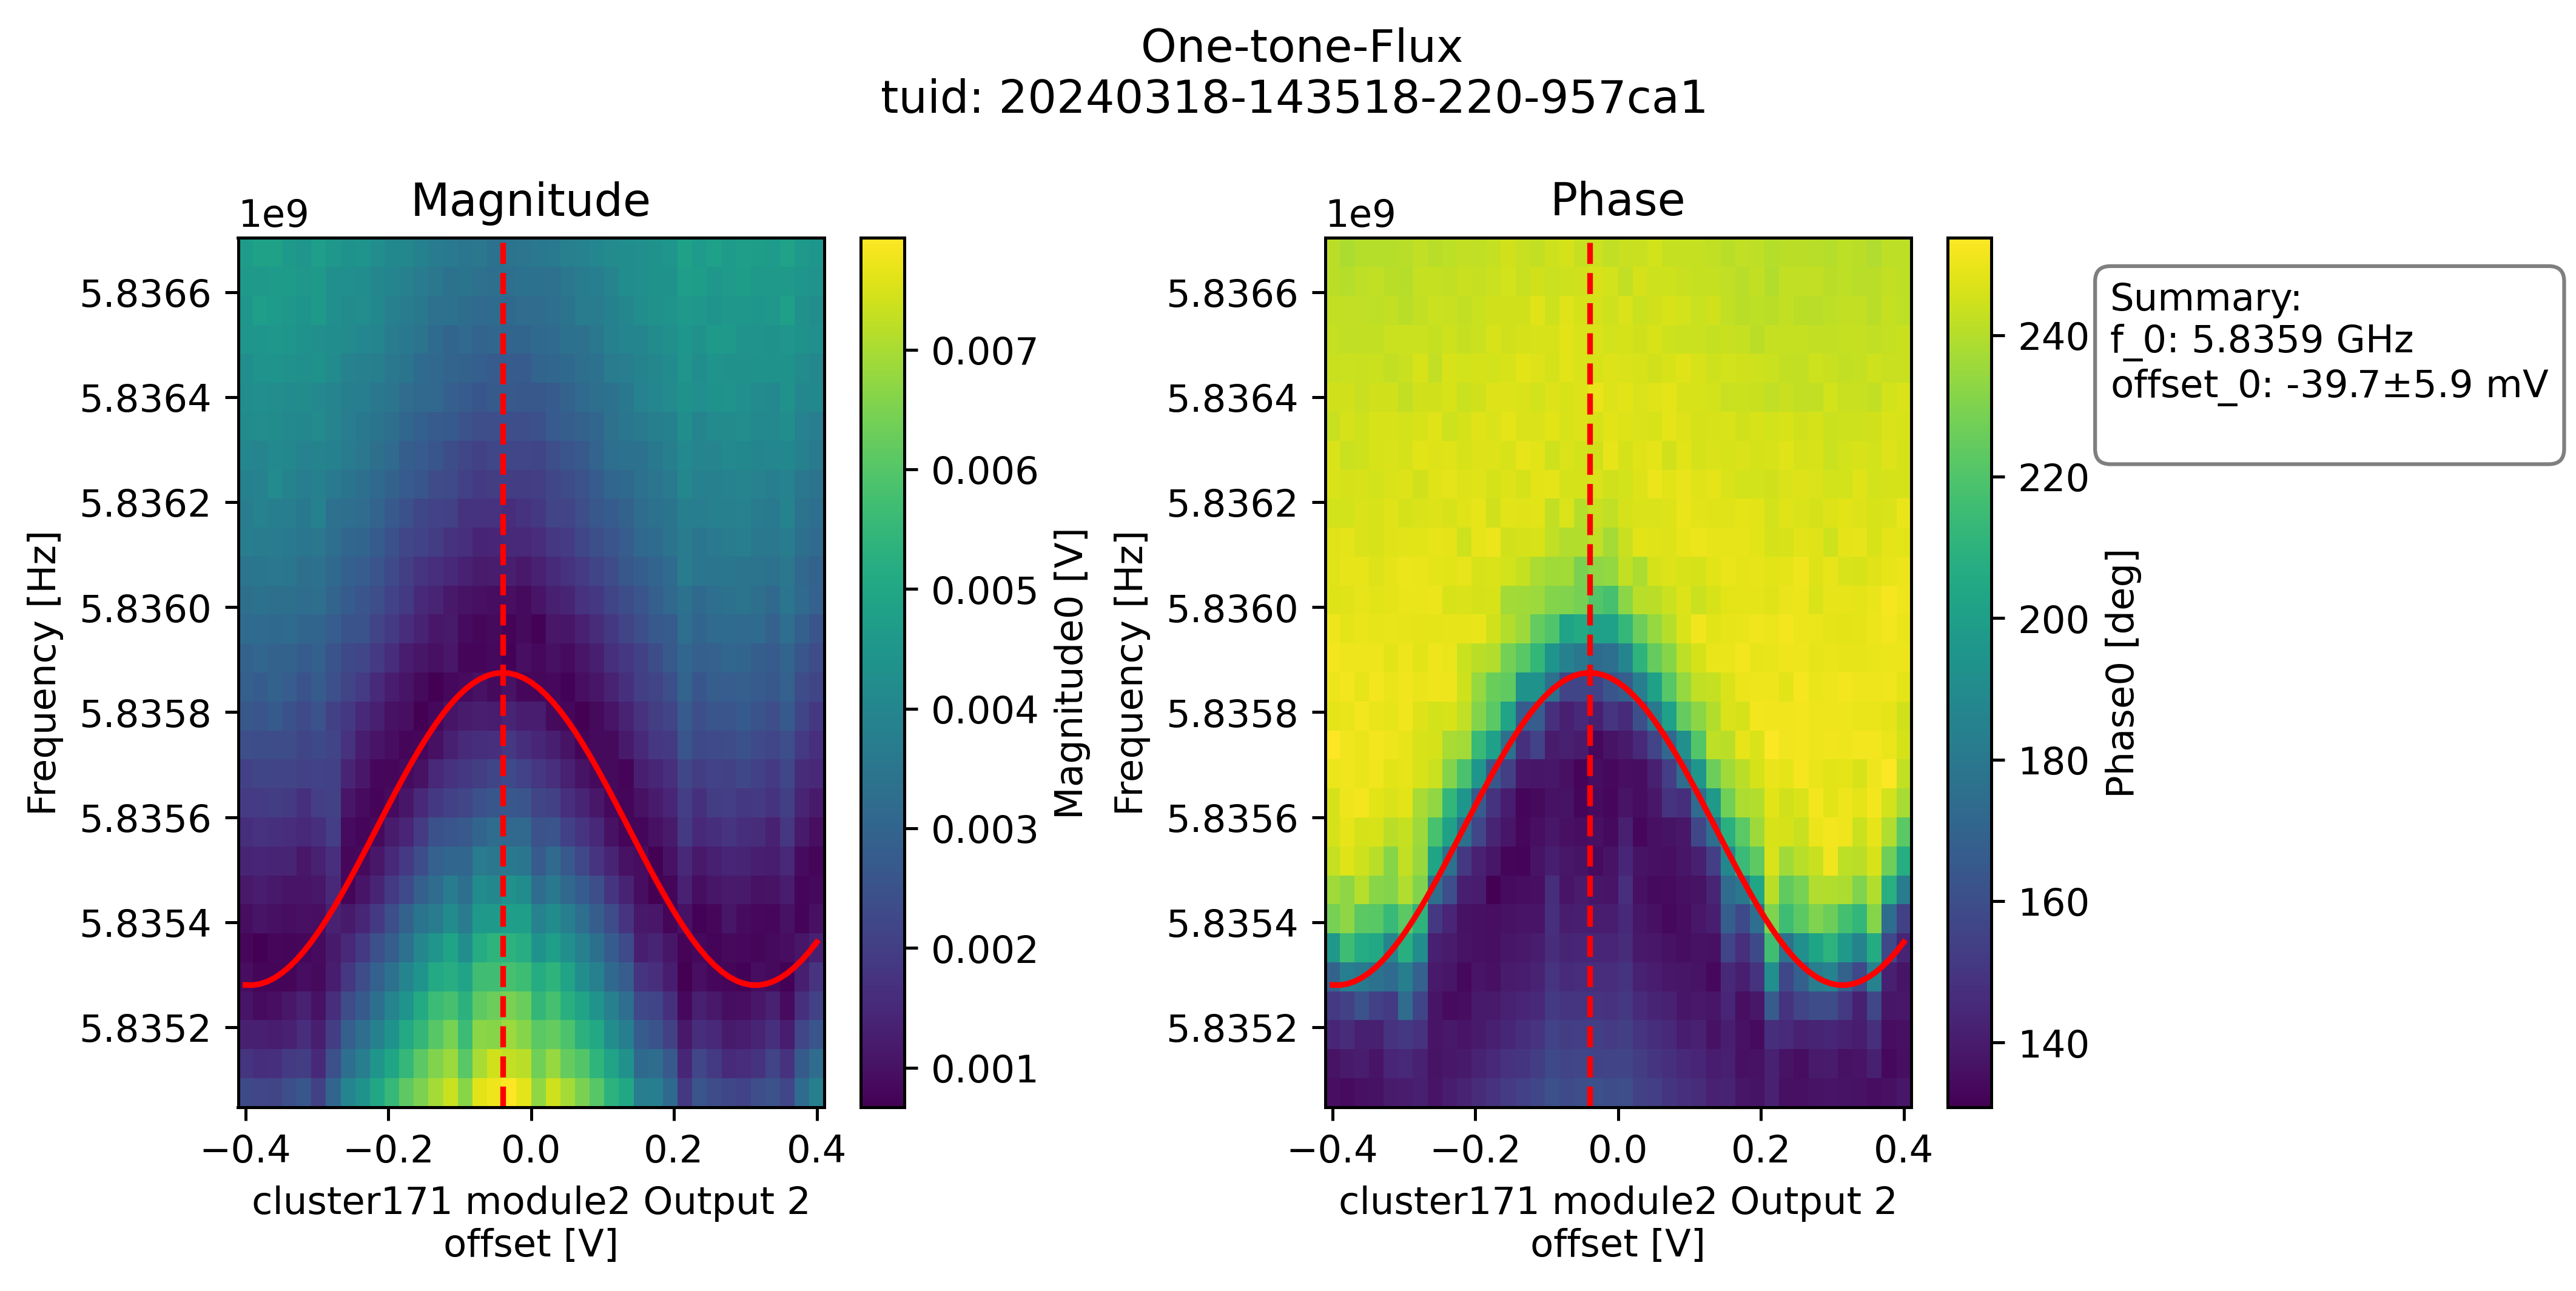 One-tone-Flux
tuid: 20240318-143518-220-957ca1
Magnitude
1e9
5.8366
5.8364
5.8362
5.8360
5.8358
5.8356
5.8354
5.8352
Frequency [Hz]
−0.4
−0.2
0.0
0.2
0.4
cluster171 module2 Output 2
offset [V]
0.007
0.006
0.005
0.004
0.003
0.002
0.001
Magnitude0 [V]
Phase
1e9
5.8366
5.8364
5.8362
5.8360
5.8358
5.8356
5.8354
5.8352
Frequency [Hz]
−0.4
−0.2
0.0
0.2
0.4
cluster171 module2 Output 2
offset [V]
240
220
200
180
160
140
Phase0 [deg]
Summary:
f_0: 5.8359 GHz
offset_0: -39.7±5.9 mV